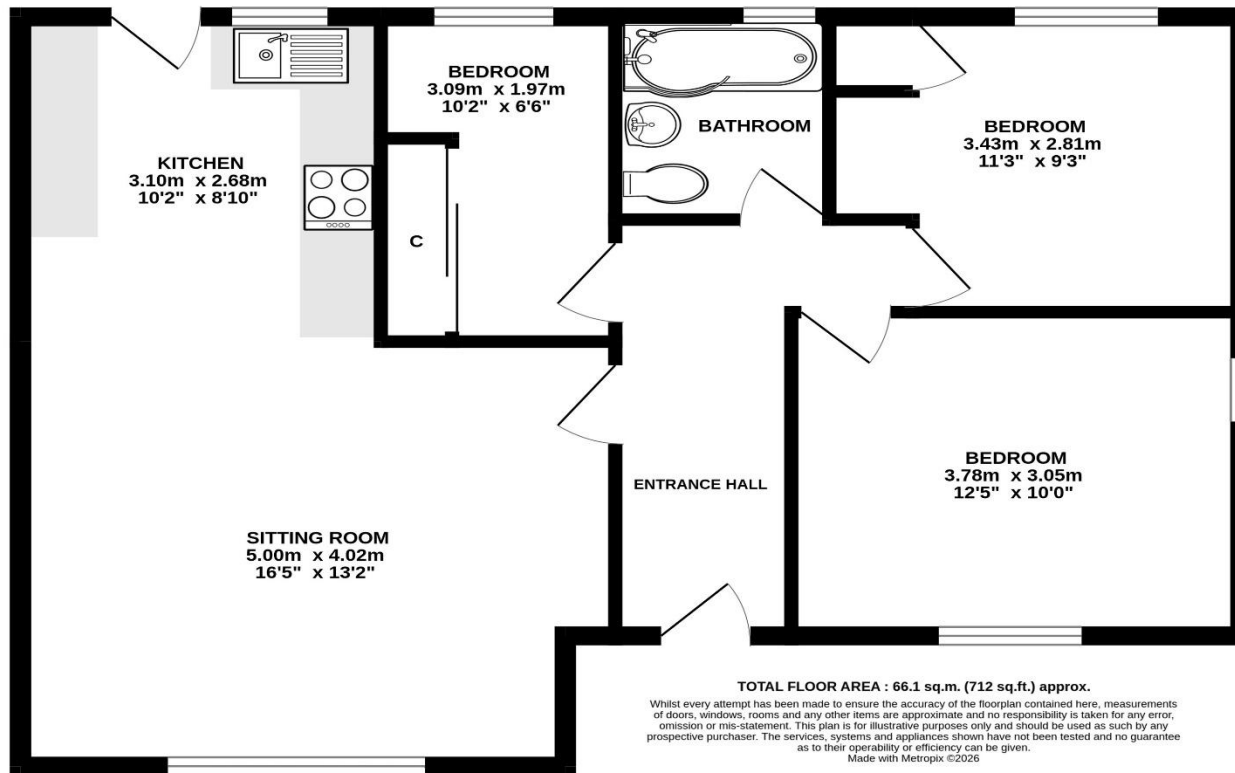 BEDROOM
3.09m x 1.97m
10'2" x 6'6"
BATHROOM
BEDROOM
3.43m x 2.81m
11'3" x 9'3"
KITCHEN
3.10m x 2.68m
10'2" x 8'10"
C
BEDROOM
3.78m x 3.05m
12'5" x 10'0"
ENTRANCE HALL
SITTING ROOM
5.00m x 4.02m
16'5" x 13'2"
TOTAL FLOOR AREA : 66.1 sq.m. (712 sq.ft.) approx.
Whilst every attempt has been made to ensure the accuracy of the floorplan contained here, measurements
of doors, windows, rooms and any other items are approximate and no responsibility is taken for any error,
omission or mis-statement. This plan is for illustrative purposes only and should be used as such by any
prospective purchaser. The services, systems and appliances shown have not been tested and no guarantee
as to their operability or efficiency can be given.
Made with Metropix ©2026